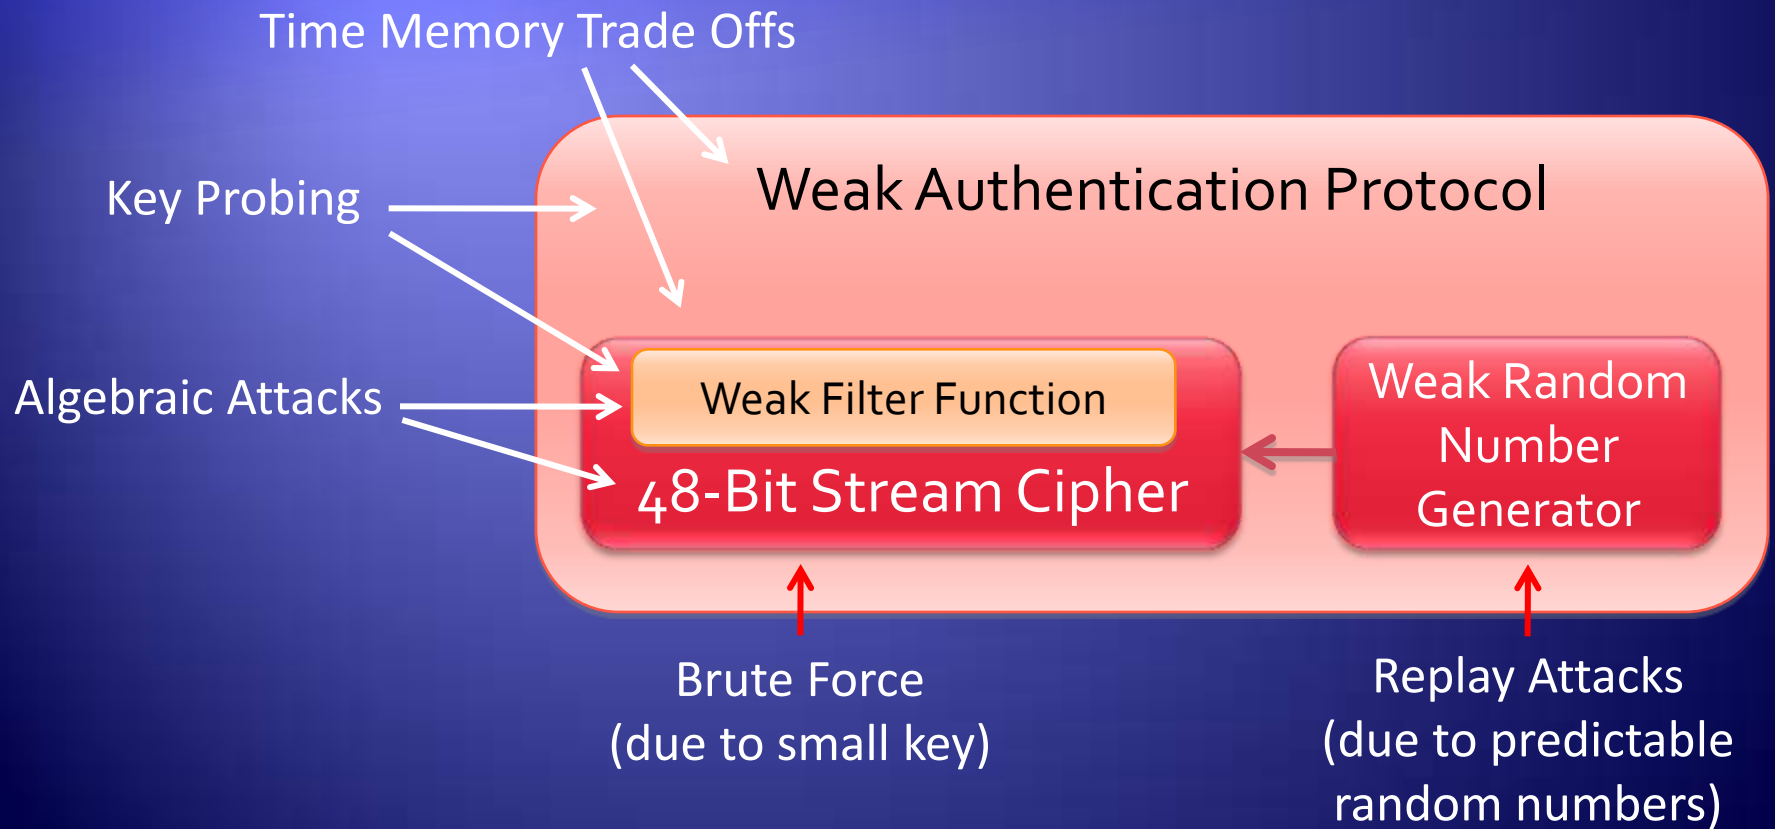 Time Memory Trade Offs
Weak Authentication Protocol
Key Probing
Algebraic Attacks
Weak Filter Function
48-Bit Stream Cipher
Weak Random
Number
Generator
Brute Force
(due to small key)
Replay Attacks
(due to predictable
random numbers)